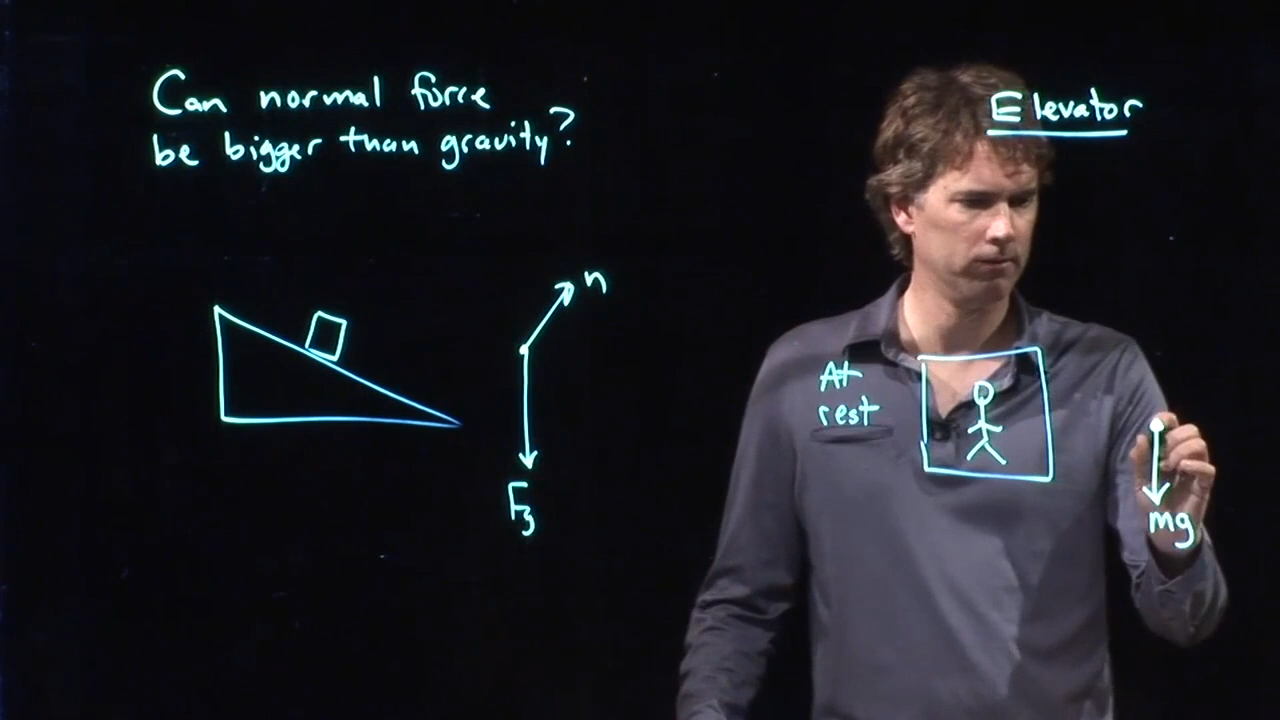 Can normal force
be bigger than gravity?
n
Fg
Elevator
At
rest
mg